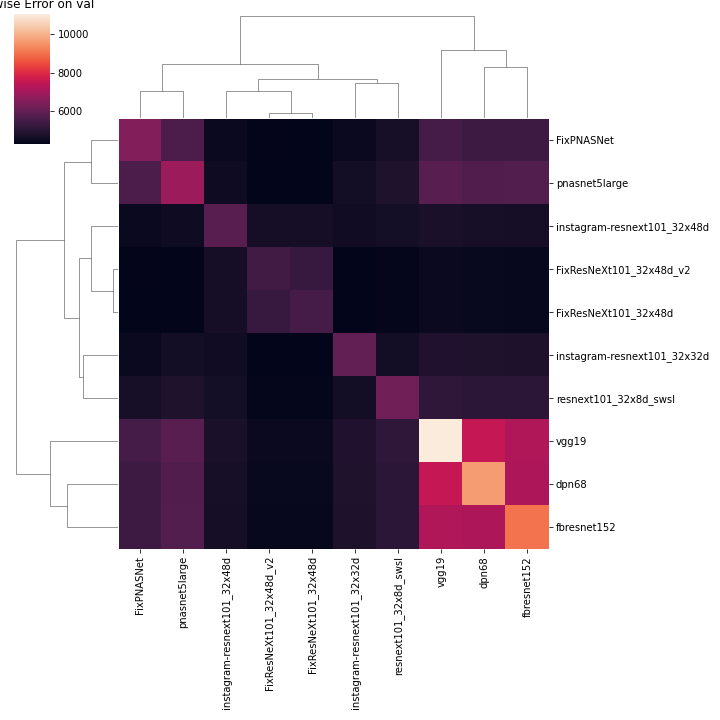 wise Error on val
10000
8000
6000
FixPNASNet
pnasnet5large
instagram-resnext101_32x48d
FixResNeXt101_32x48d_v2
FixResNeXt101_32x48d
instagram-resnext101_32x32d
resnext101_32x8d_swsl
vgg19
dpn68
fbresnet152
FixPNASNet
pnasnet5large
instagram-resnext101_32x48d
FixResNeXt101_32x48d_v2
FixResNeXt101_32x48d
instagram-resnext101_32x32d
resnext101_32x8d_swsl
vgg19
dpn68
fbresnet152